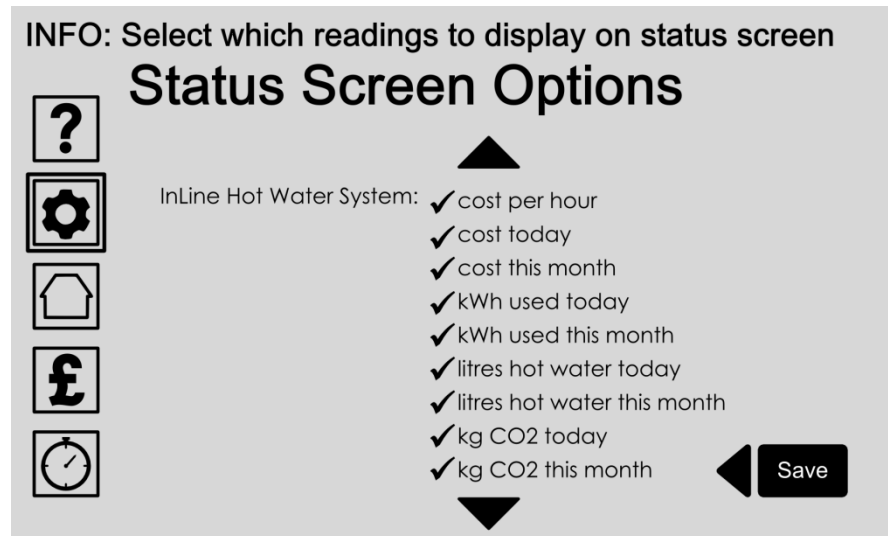 INFO: Select which readings to display on status screen
Status Screen Options
?
InLine Hot Water System: ✓ cost per hour
✓ cost today
✓ cost this month
✓ kWh used today
✓ kWh used this month
✓ litres hot water today
£
✓ litres hot water this month
✓ kg CO2 today
✓ kg CO2 this month
Save